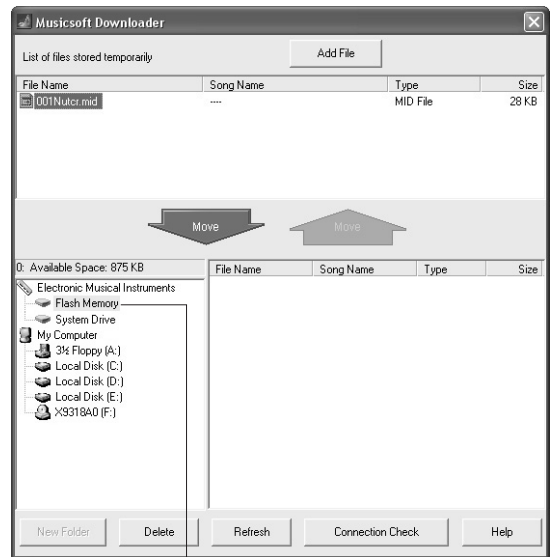 Musicsoft Downloader
List of files stored temporarily
Add File
File Name Song Name Type Size
001Nutcr.mid ---- MID File 28 KB
Move Move
0: Available Space: 875 KB
File Name Song Name Type Size
Electronic Musical Instruments
Flash Memory
System Drive
My Computer
3½ Floppy (A:)
Local Disk (C:)
Local Disk (D:)
Local Disk (E:)
X9318A0 (F:)
New Folder Delete Refresh Connection Check Help